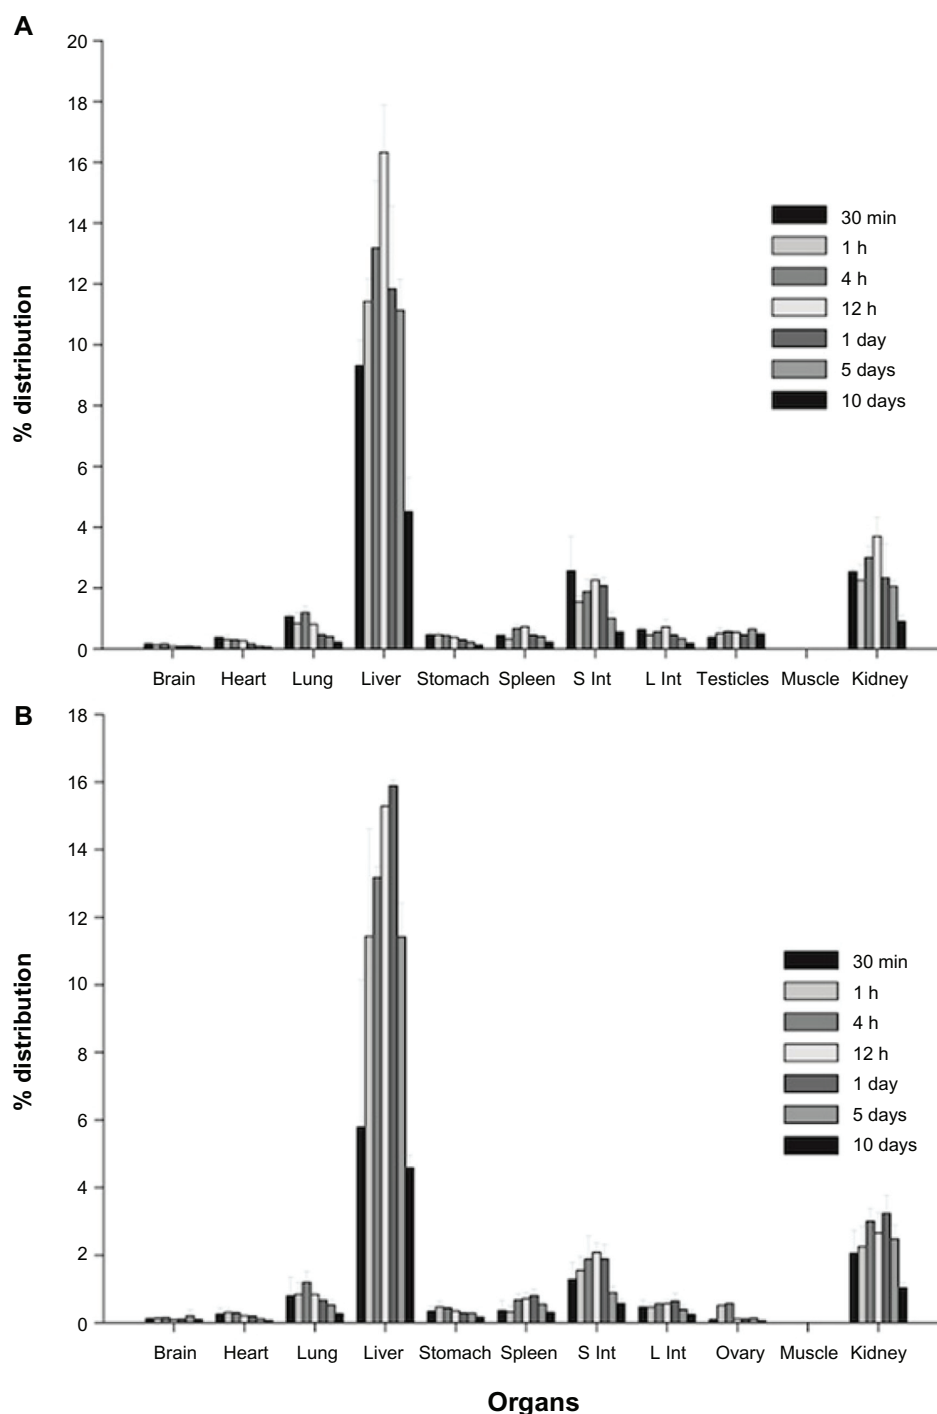 A
20
18
16
14
12
10
8
6
4
2
0
% distribution
30 min
1 h
4 h
12 h
1 day
5 days
10 days
Brain Heart Lung Liver Stomach Spleen S Int L Int Testicles Muscle Kidney
B
18
16
14
12
10
8
6
4
2
0
% distribution
30 min
1 h
4 h
12 h
1 day
5 days
10 days
Brain Heart Lung Liver Stomach Spleen S Int L Int Ovary Muscle Kidney
Organs